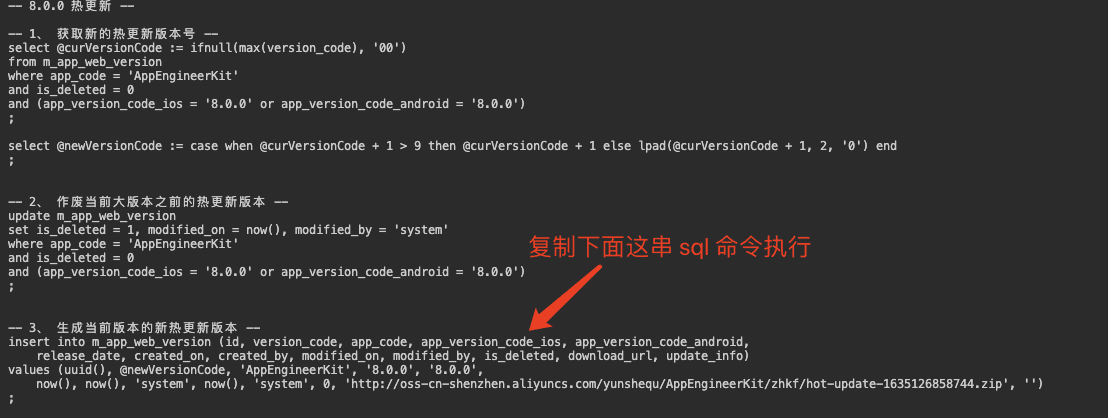 -- 8.0.0 热更新 --
-- 1、 获取新的热更新版本号 --
select @curVersionCode := ifnull(max(version_code), '00')
from m_app_web_version
where app_code = 'AppEngineerKit'
and is_deleted = 0
and (app_version_code_ios = '8.0.0' or app_version_code_android = '8.0.0')
;
select @newVersionCode := case when @curVersionCode + 1 > 9 then @curVersionCode + 1 else lpad(@curVersionCode + 1, 2, '0') end
;
-- 2、 作废当前大版本之前的热更新版本 --
update m_app_web_version
set is_deleted = 1, modified_on = now(), modified_by = 'system'
where app_code = 'AppEngineerKit'
and is_deleted = 0
and (app_version_code_ios = '8.0.0' or app_version_code_android = '8.0.0')
;
复制下面这串 sql 命令执行
-- 3、 生成当前版本的新热更新版本 --
insert into m_app_web_version (id, version_code, app_code, app_version_code_ios, app_version_code_android,
release_date, created_on, created_by, modified_on, modified_by, is_deleted, download_url, update_info)
values (uuid(), @newVersionCode, 'AppEngineerKit', '8.0.0', '8.0.0',
now(), now(), 'system', now(), 'system', 0, 'http://oss-cn-shenzhen.aliyuncs.com/yunshequ/AppEngineerKit/zhkf/hot-update-1635126858744.zip', '')
;